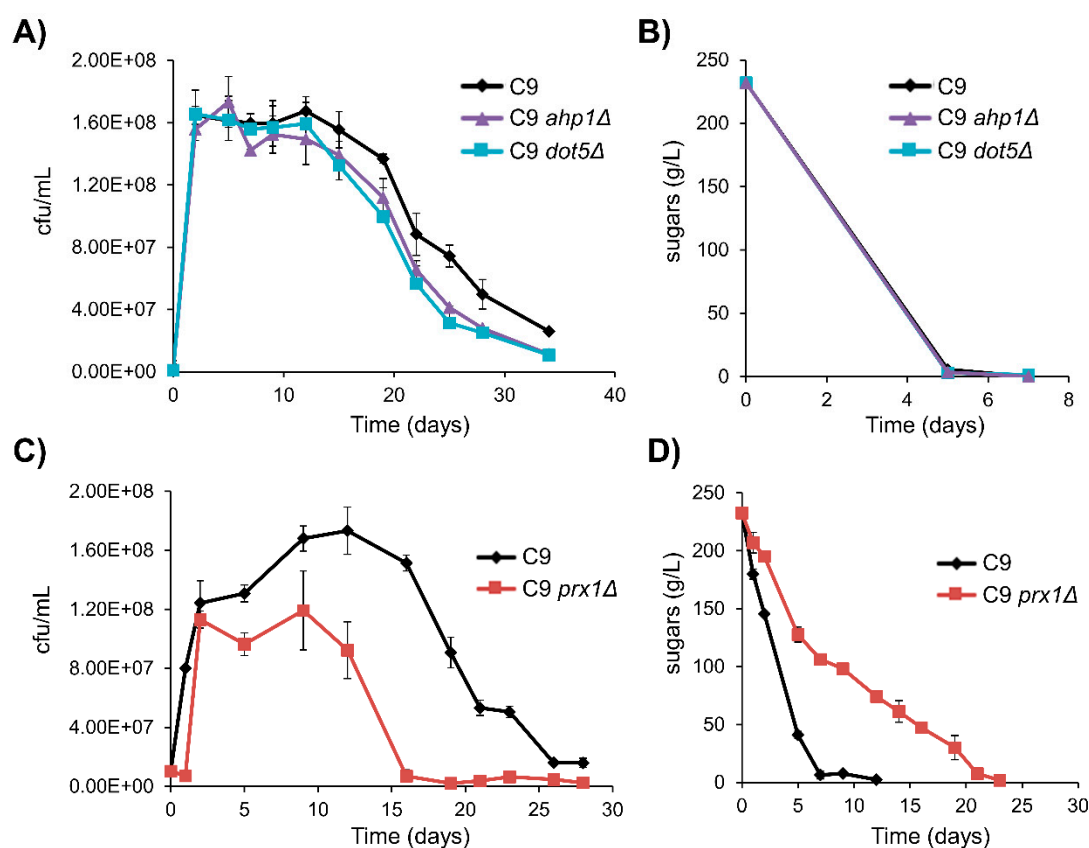 A)
2.00E+08
1.60E+08
1.20E+08
8.00E+07
4.00E+07
0.00E+00
cfu/mL
0 10 20 30 40
Time (days)
C9
C9 ahp1Δ
C9 dot5Δ
B)
250
200
150
100
50
0
sugars (g/L)
0 2 4 6 8
Time (days)
C9
C9 ahp1Δ
C9 dot5Δ
C)
2.00E+08
1.60E+08
1.20E+08
8.00E+07
4.00E+07
0.00E+00
cfu/mL
0 5 10 15 20 25 30
Time (days)
C9
C9 prx1Δ
D)
250
200
150
100
50
0
sugars (g/L)
0 5 10 15 20 25 30
Time (days)
C9
C9 prx1Δ